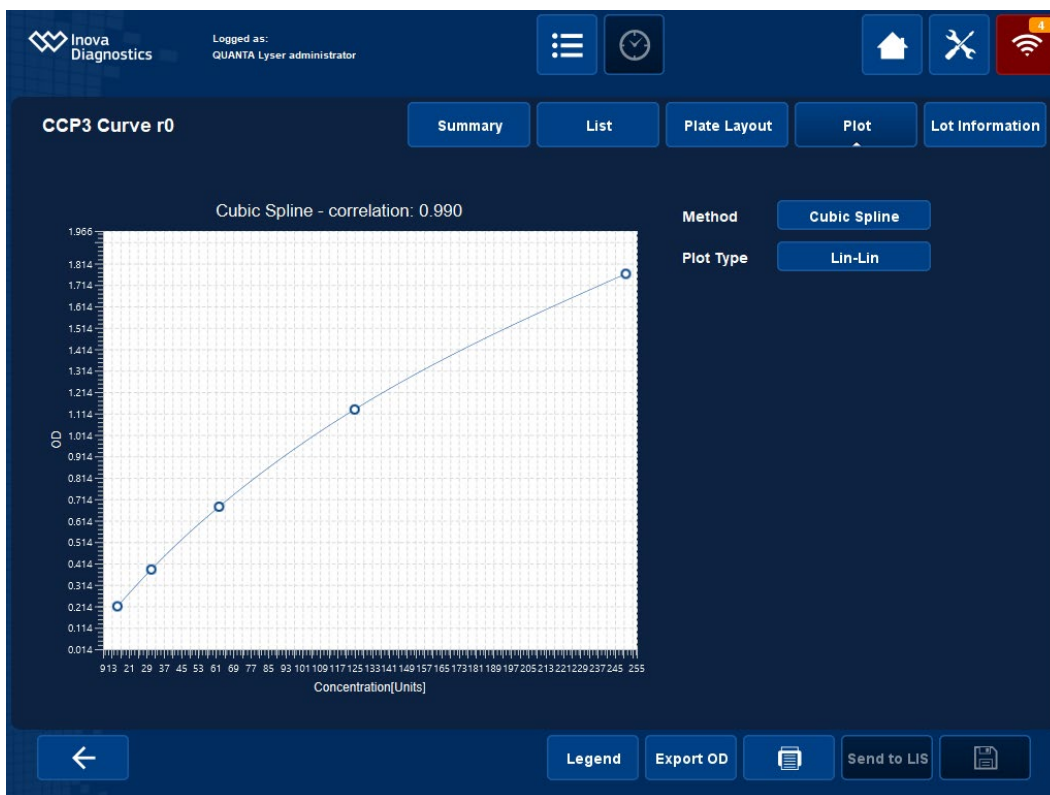 Inova
Diagnostics
Logged as:
QUANTA Lyser administrator
4
CCP3 Curve r0
Summary
List
Plate Layout
Plot
Lot Information
Cubic Spline - correlation: 0.990
Method
Cubic Spline
Plot Type
Lin-Lin
1.966
1.814
1.714
1.614
1.514
1.414
1.314
1.214
1.114
1.014
0.914
0.814
0.714
0.614
0.514
0.414
0.314
0.214
0.114
0.014
OD
9 13 21 29 37 45 53 61 69 77 85 93 101 109 117 125 133 141 149 157 165 173 181 189 197 205 213 221 229 237 245 255
Concentration[Units]
Legend
Export OD
Send to LIS